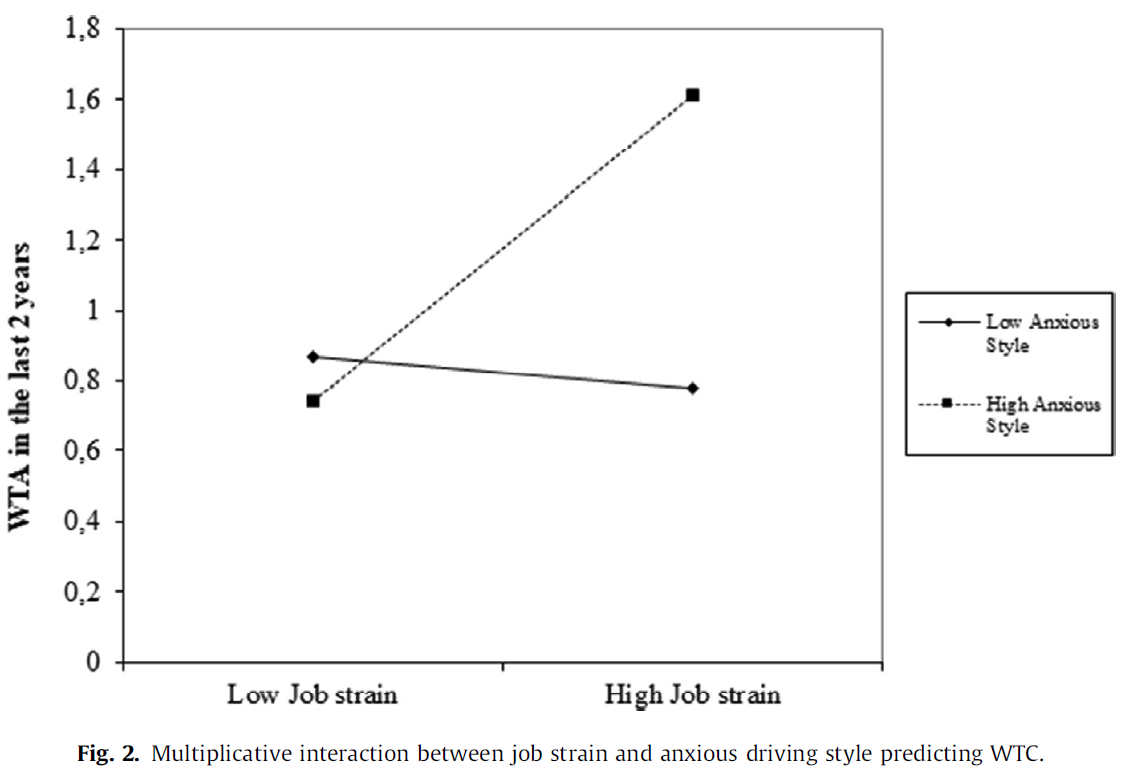 1,8
1,6
1,4
1,2
1
0,8
0,6
0,4
0,2
0
WTA in the last 2 years
Low Job strain
High Job strain
Low Anxious
Style
High Anxious
Style
Fig. 2. Multiplicative interaction between job strain and anxious driving style predicting WTC.